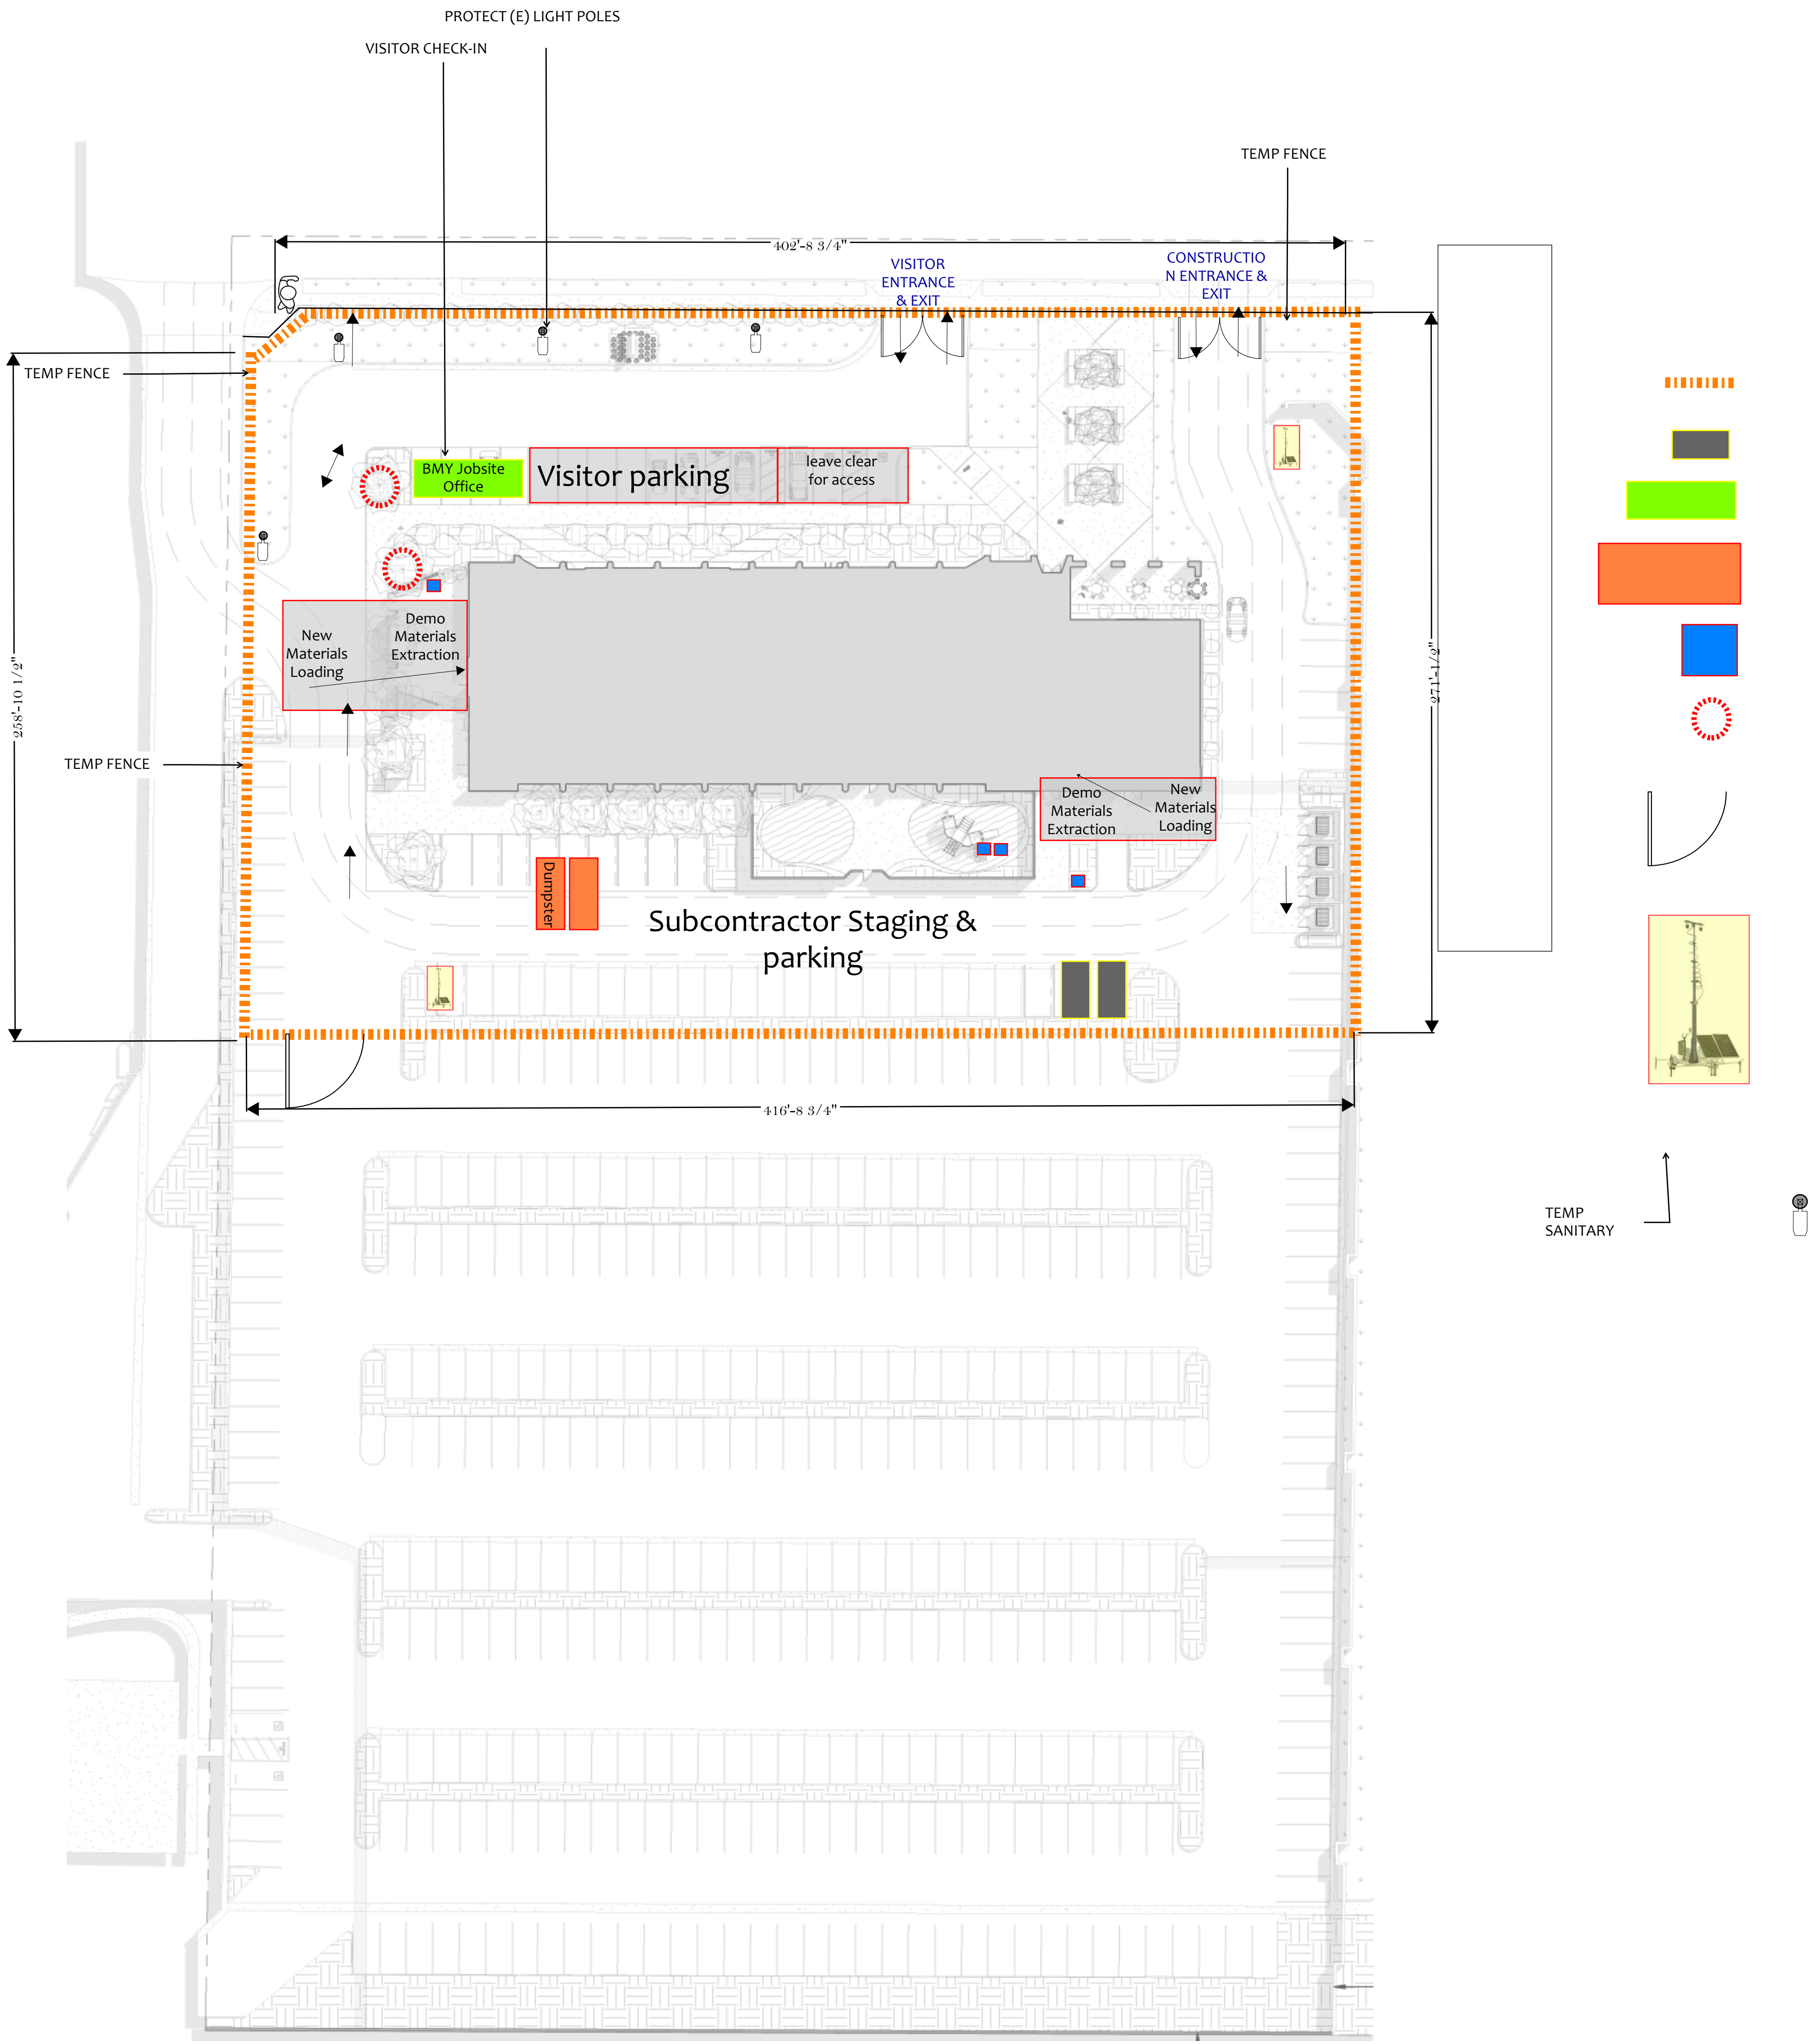 PROTECT (E) LIGHT POLES
VISITOR CHECK-IN
TEMP FENCE
402'-8 3/4"
VISITOR
ENTRANCE
& EXIT
CONSTRUCTIO
N ENTRANCE &
EXIT
TEMP FENCE
BMY Jobsite
Office
Visitor parking
leave clear
for access
New
Materials
Loading
Demo
Materials
Extraction
258'-10 1/2"
271'-1/2"
TEMP FENCE
Demo
Materials
Extraction
New
Materials
Loading
Dumpster
Subcontractor Staging &
parking
416'-8 3/4"
TEMP
SANITARY